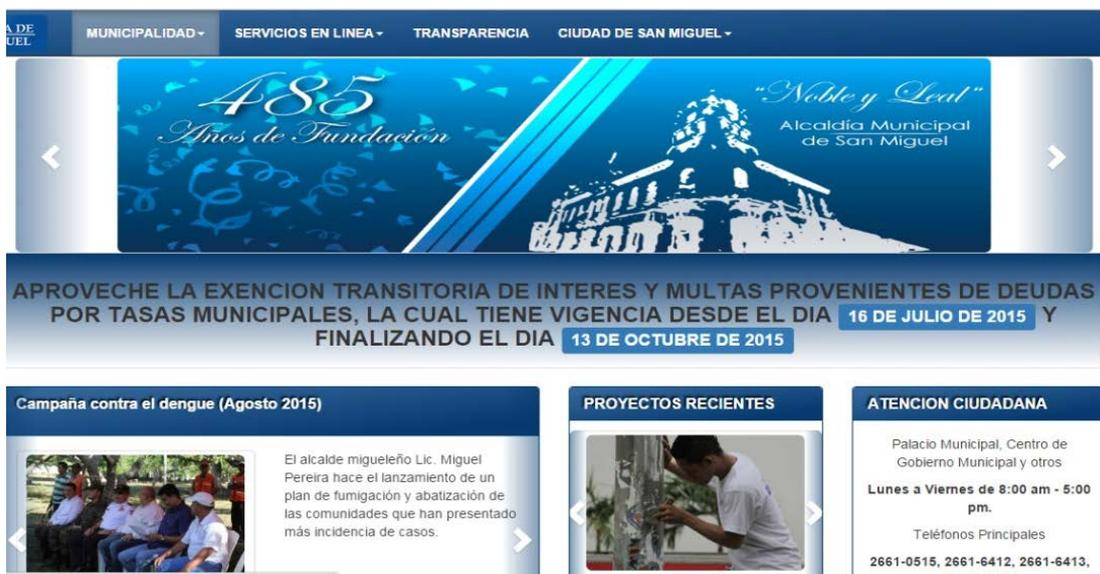 A DE
UEL
MUNICIPALIDAD
SERVICIOS EN LINEA
TRANSPARENCIA
CIUDAD DE SAN MIGUEL
485
Años de Fundación
"Noble y Leal"
Alcaldía Municipal
de San Miguel
APROVECHE LA EXENCION TRANSITORIA DE INTERES Y MULTAS PROVENIENTES DE DEUDAS
POR TASAS MUNICIPALES, LA CUAL TIENE VIGENCIA DESDE EL DIA 16 DE JULIO DE 2015 Y
FINALIZANDO EL DIA 13 DE OCTUBRE DE 2015
Campaña contra el dengue (Agosto 2015)
El alcalde migueleño Lic. Miguel
Pereira hace el lanzamiento de un
plan de fumigación y abatización de
las comunidades que han presentado
más incidencia de casos.
PROYECTOS RECIENTES
ATENCION CIUDADANA
Palacio Municipal, Centro de
Gobierno Municipal y otros
Lunes a Viernes de 8:00 am - 5:00
pm.
Teléfonos Principales
2661-0515, 2661-6412, 2661-6413,